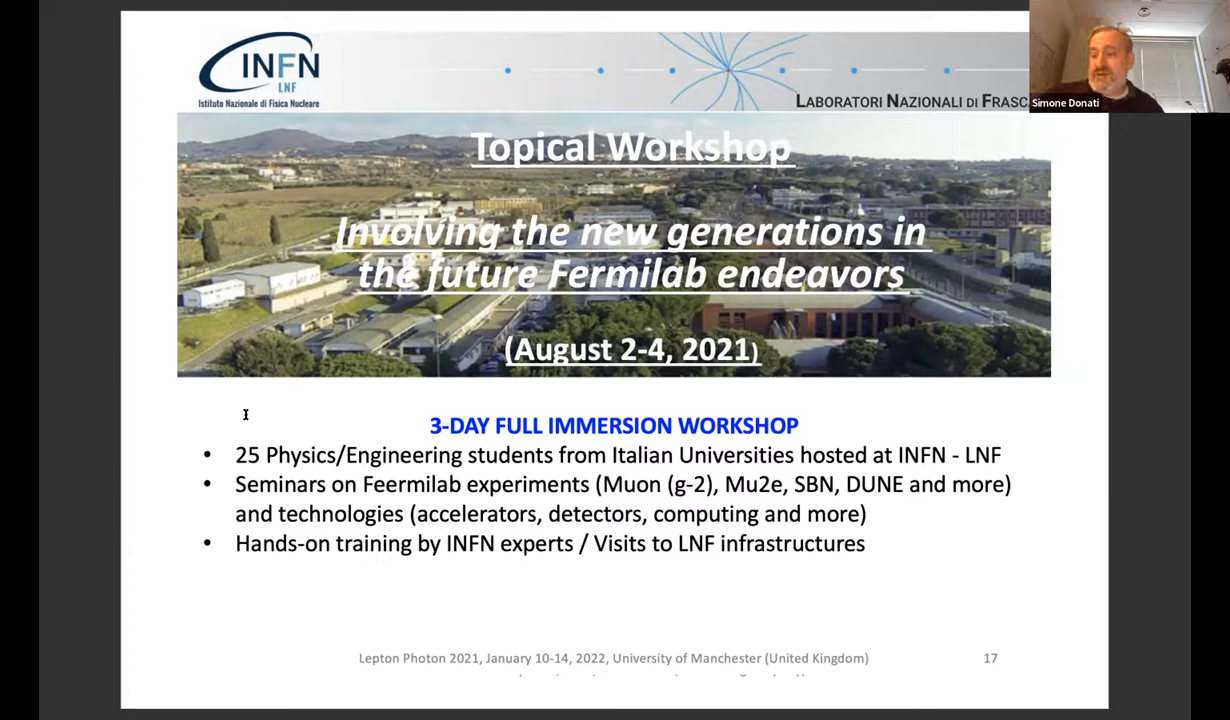 INFN
LNF
Istituto Nazionale di Fisica Nucleare
LABORATORI NAZIONALI DI FRASC
Simone Donati
Topical Workshop
Involving the new generations in
the future Fermilab endeavors
(August 2-4, 2021)
3-DAY FULL IMMERSION WORKSHOP
• 25 Physics/Engineering students from Italian Universities hosted at INFN - LNF
• Seminars on Feermilab experiments (Muon (g-2), Mu2e, SBN, DUNE and more)
and technologies (accelerators, detectors, computing and more)
• Hands-on training by INFN experts / Visits to LNF infrastructures
Lepton Photon 2021, January 10-14, 2022, University of Manchester (United Kingdom)
17